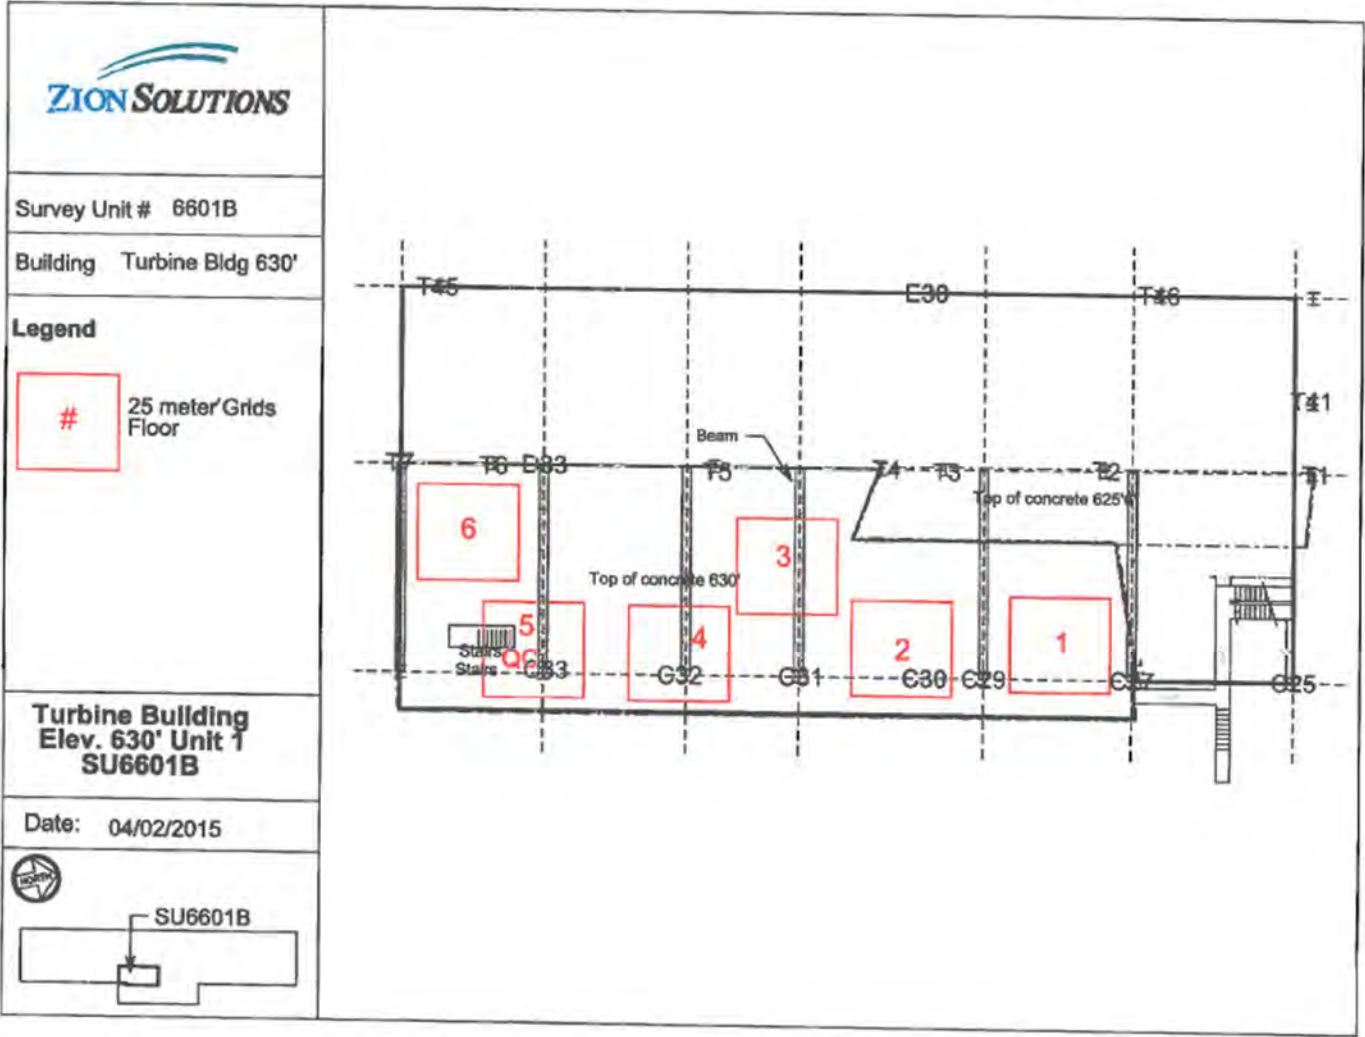 ZION SOLUTIONS
Survey Unit # 6601B
Building Turbine Bldg 630'
Legend
#
25 meter' Grids
Floor
Turbine Building
Elev. 630' Unit 1
SU6601B
Date: 04/02/2015
NORTH
SU6601B
T45
E30
T46
T41
Beam
T7
T6
D33
T5
T4
T3
T2
T1
Top of concrete 625'
6
3
Top of concrete 630'
5
4
2
1
QC
Stairs
Stairs
G33
G32
G31
G30
G29
G27
G25